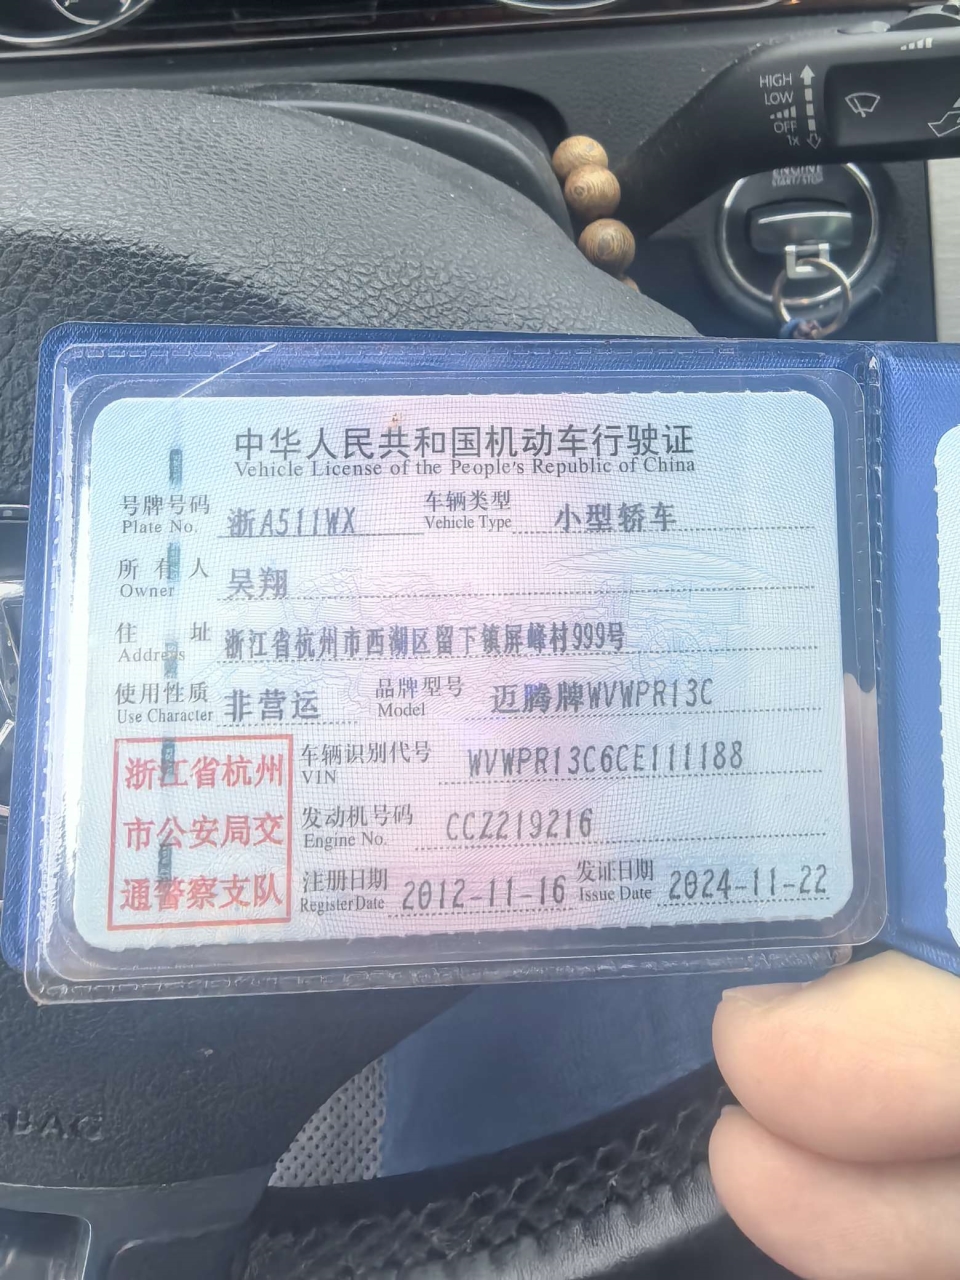 HIGH
LOW
OFF
1x
ENGINE
START/STOP
中华人民共和国机动车行驶证
Vehicle License of the People's Republic of China
号牌号码 浙A511WX 车辆类型 小型轿车
Plate No. Vehicle Type
所有人 吴翔
Owner
住址 浙江省杭州市西湖区留下镇屏峰村999号
Address
使用性质 非营运 品牌型号 迈腾牌WVWPR13C
Use Character Model
浙江省杭州
市公安局交
通警察支队
车辆识别代号 WVWPR13C6CE111188
VIN
发动机号码 CCZ219216
Engine No.
注册日期 2012-11-16 发证日期 2024-11-22
Register Date Issue Date
BAG